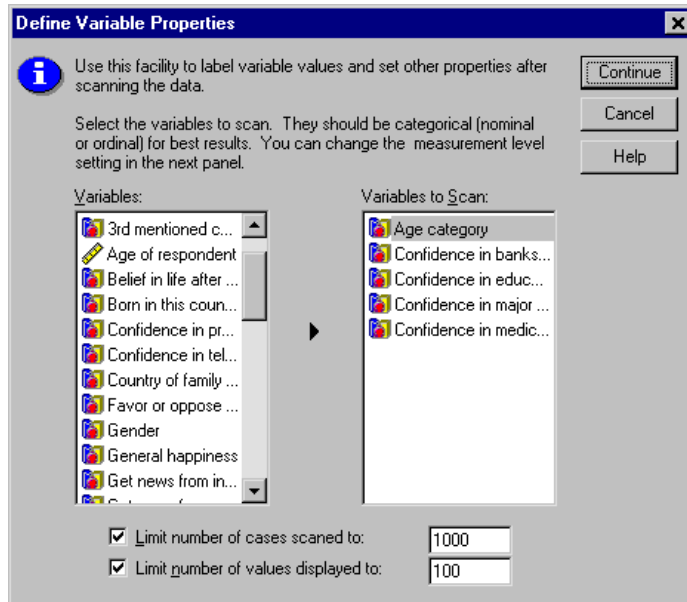 Define Variable Properties
Use this facility to label variable values and set other properties after
scanning the data.
Select the variables to scan. They should be categorical (nominal
or ordinal) for best results. You can change the measurement level
setting in the next panel.
Continue
Cancel
Help
Variables:
3rd mentioned c...
Age of respondent
Belief in life after ...
Born in this coun...
Confidence in pr...
Confidence in tel...
Country of family ...
Favor or oppose ...
Gender
General happiness
Get news from in...
Variables to Scan:
Age category
Confidence in banks...
Confidence in educ...
Confidence in major ...
Confidence in medic...
Limit number of cases scaned to: 1000
Limit number of values displayed to: 100